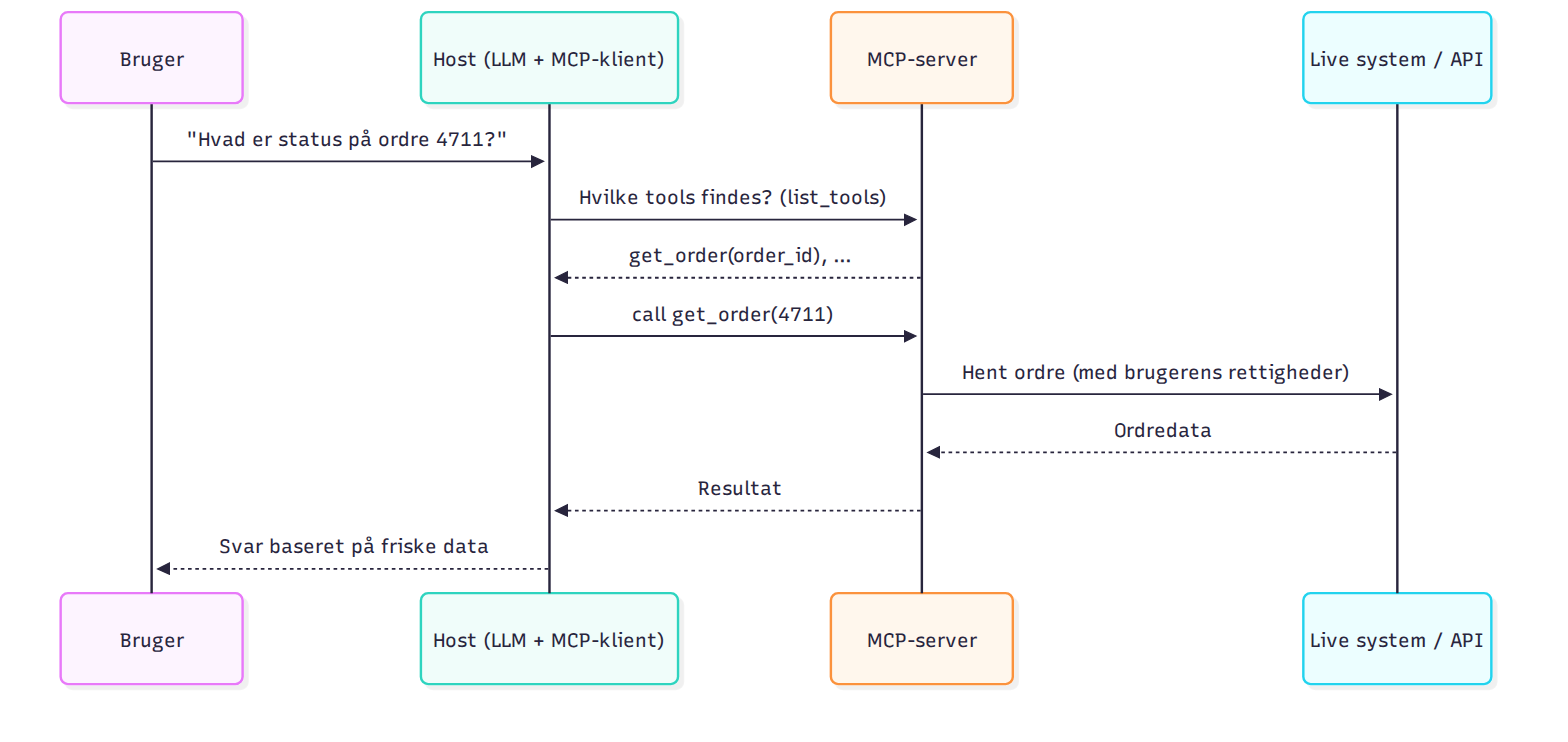 Bruger
Host (LLM + MCP-klient)
MCP-server
Live system / API
"Hvad er status på ordre 4711?"
Hvilke tools findes? (list_tools)
get_order(order_id), ...
call get_order(4711)
Hent ordre (med brugerens rettigheder)
Ordredata
Resultat
Svar baseret på friske data
Bruger
Host (LLM + MCP-klient)
MCP-server
Live system / API